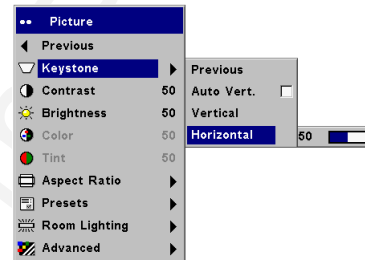 Picture
Previous
Keystone
Contrast 50
Brightness 50
Color 50
Tint 50
Aspect Ratio
Presets
Room Lighting
Advanced
Previous
Auto Vert.
Vertical
Horizontal 50